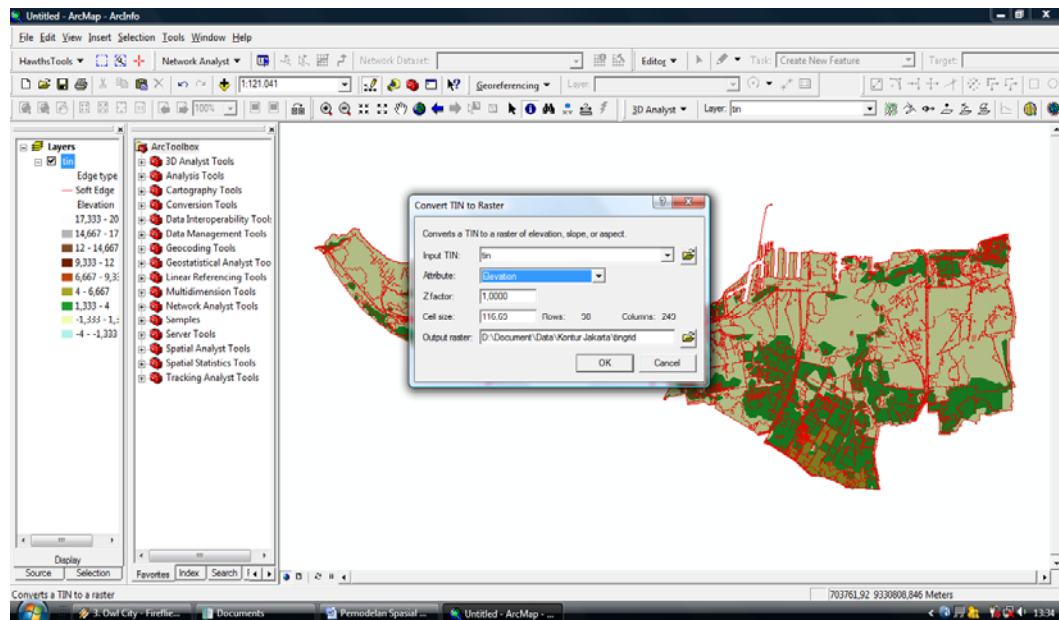 Untitled - ArcMap - ArcInfo
File Edit View Insert Selection Tools Window Help
HawthsTools Network Analyst Network Dataset: Editor Task: Create New Feature Target:
1:121.041 Georeferencing Layer:
100% 3D Analyst Layer: tin
Layers
tin
Edge type
Soft Edge
Elevation
17,333 - 20
14,667 - 17
12 - 14,667
9,333 - 12
6,667 - 9,3
4 - 6,667
1,333 - 4
-1,333 - 1,
-4 - -1,333
Display
Source Selection
ArcToolbox
3D Analyst Tools
Analysis Tools
Cartography Tools
Conversion Tools
Data Interoperability Tool
Data Management Tools
Geocoding Tools
Geostatistical Analyst Too
Linear Referencing Tools
Multidimension Tools
Network Analyst Tools
Samples
Server Tools
Spatial Analyst Tools
Spatial Statistics Tools
Tracking Analyst Tools
Favorites Index Search
Convert TIN to Raster
Converts a TIN to a raster of elevation, slope, or aspect.
Input TIN: tin
Attribute: Elevation
Z factor: 1,0000
Cell size: 116,69 Rows: 98 Columns: 249
Output raster: D:\Document\Data\Kontur Jakarta\tingrid
OK Cancel
Converts a TIN to a raster
703761,92 9330808,846 Meters
3. Owl City - Fireflie... Documents Pemodelan Spasial ... Untitled - ArcMap - ... 13:34